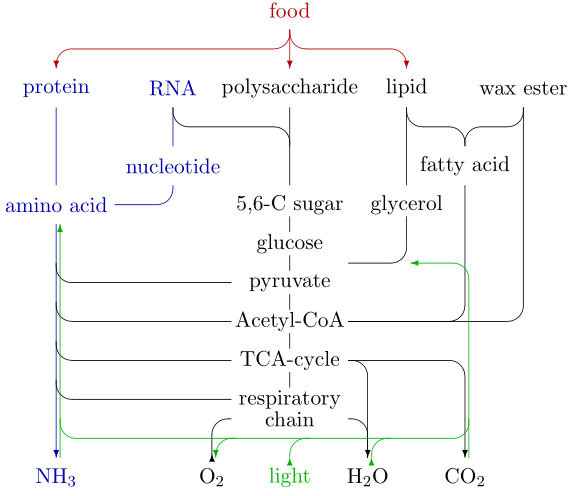 food
protein RNA polysaccharide lipid wax ester
nucleotide fatty acid
amino acid 5,6-C sugar glycerol
glucose
pyruvate
Acetyl-CoA
TCA-cycle
respiratory
chain
NH₃ O₂ light H₂O CO₂